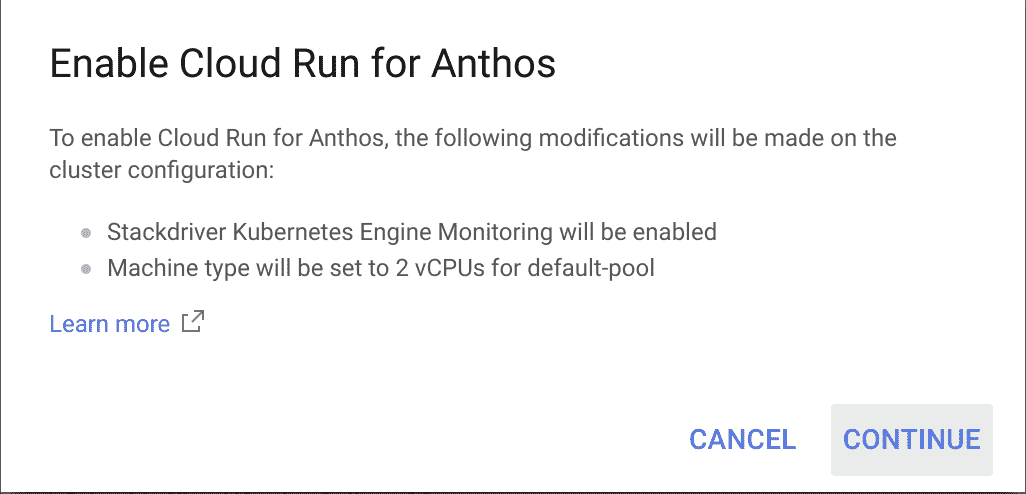 Enable Cloud Run for Anthos
To enable Cloud Run for Anthos, the following modifications will be made on the
cluster configuration:
Stackdriver Kubernetes Engine Monitoring will be enabled
Machine type will be set to 2 vCPUs for default-pool
Learn more
CANCEL CONTINUE